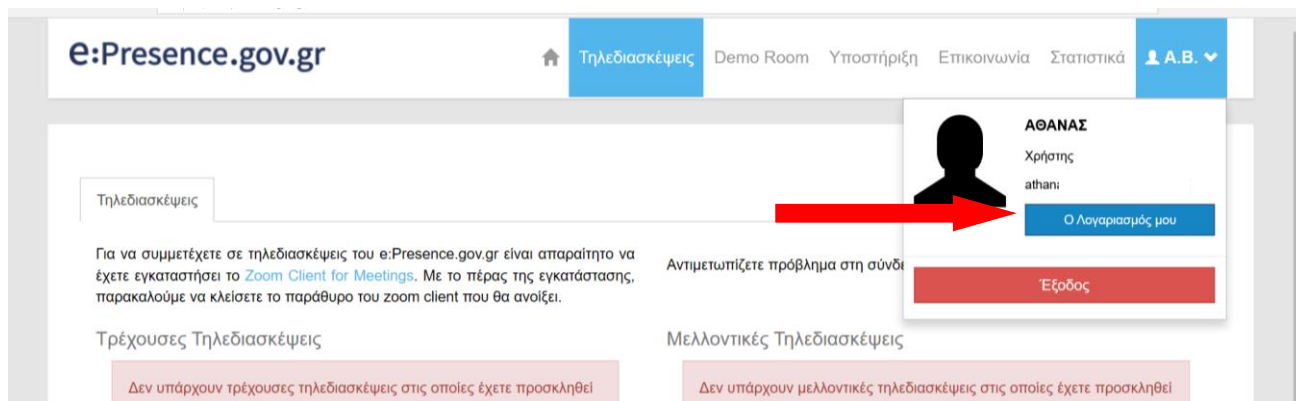 e:Presence.gov.gr
Τηλεδιασκέψεις Demo Room Υποστήριξη Επικοινωνία Στατιστικά Α.Β.
ΑΘΑΝΑΣ
Χρήστης
athana
Ο Λογαριασμός μου
Έξοδος
Τηλεδιασκέψεις
Για να συμμετέχετε σε τηλεδιασκέψεις του e:Presence.gov.gr είναι απαραίτητο να
έχετε εγκαταστήσει το Zoom Client for Meetings. Με το πέρας της εγκατάστασης,
παρακαλούμε να κλείσετε το παράθυρο του zoom client που θα ανοίξει.
Αντιμετωπίζετε πρόβλημα στη σύνδε
Τρέχουσες Τηλεδιασκέψεις
Δεν υπάρχουν τρέχουσες τηλεδιασκέψεις στις οποίες έχετε προσκληθεί
Μελλοντικές Τηλεδιασκέψεις
Δεν υπάρχουν μελλοντικές τηλεδιασκέψεις στις οποίες έχετε προσκληθεί